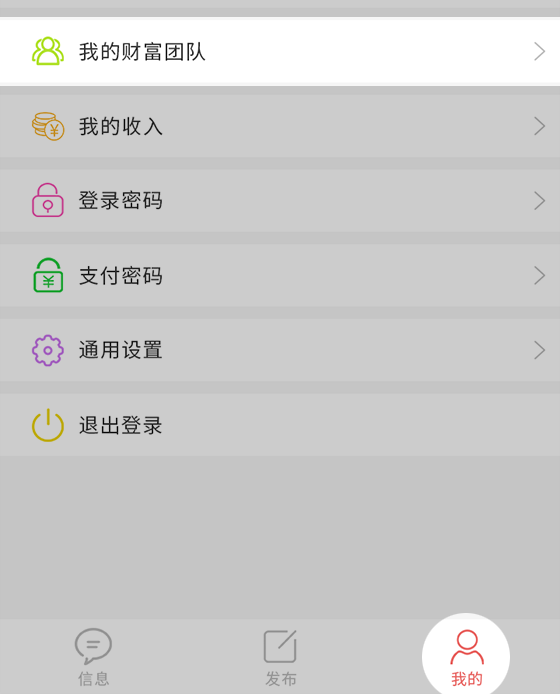 我的财富团队
我的收入
登录密码
支付密码
通用设置
退出登录
信息
发布
我的